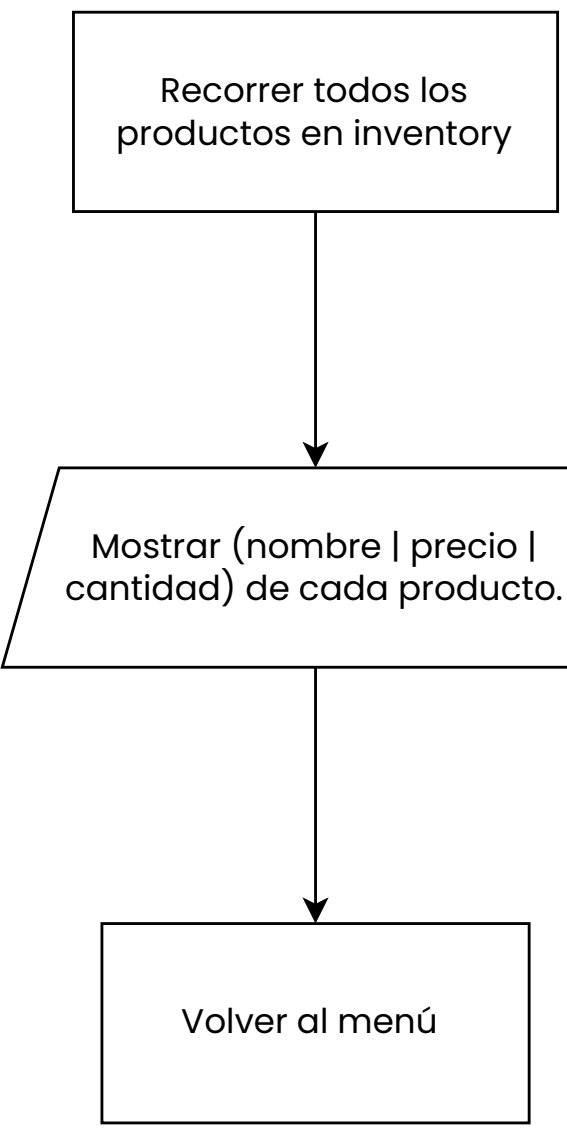 Recorrer todos los
productos en inventory
Mostrar (nombre | precio |
cantidad) de cada producto.
Volver al menú